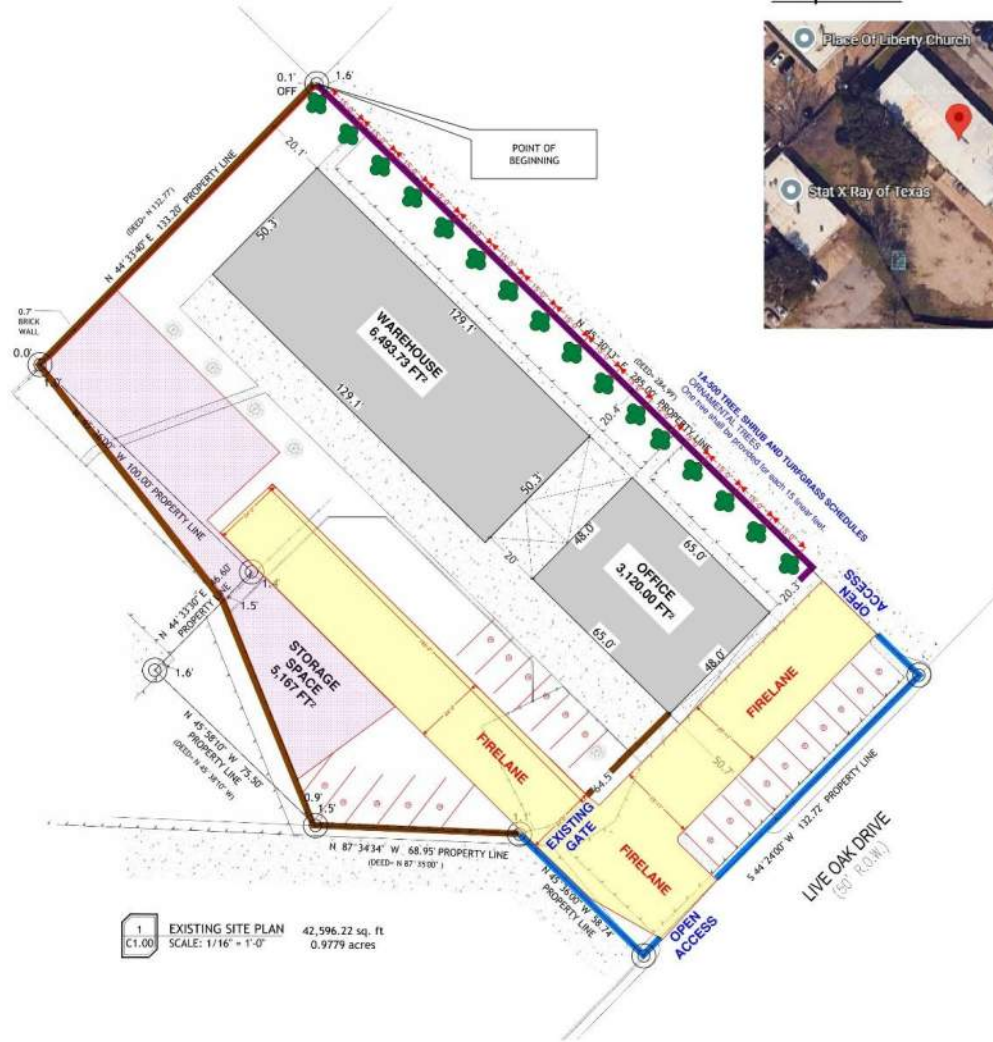 Place Of Liberty Church
Stat X Ray of Texas
0.1'
OFF
1.6'
POINT OF
BEGINNING
20.1'
(DEED= N 132.77)
N 44°33'40" E 133.20' PROPERTY LINE
50.3'
0.7'
BRICK
WALL
0.0'
WAREHOUSE
6,493.73 FT²
129.1'
129.1'
N 45°30'13" E 285.02' PROPERTY LINE
(DEED= 284.99')
20.4'
1A-500 TREE, SHRUB AND TURFGRASS SCHEDULES
ORNAMENTAL TREES
One tree shall be provided for each 15 linear feet.
W 100.00' PROPERTY LINE
50.3'
20'
48.0'
65.0'
OFFICE
3,120.00 FT²
65.0'
48.0'
20.3'
OPEN
ACCESS
N 44°33'30" E
PROPERTY LINE
1.5'
1.6'
STORAGE
SPACE
5,167 FT²
N 45°58'10" W 75.50'
PROPERTY LINE
(DEED= N 45°38'10" W)
FIRELANE
FIRELANE
50.7'
64.5'
0.9'
1.5'
1.1'
EXISTING
GATE
FIRELANE
N 87°34'34" W 68.95' PROPERTY LINE
(DEED= N 87°35'00")
N 45°36'00" W 58.74'
PROPERTY LINE
S 44°24'00" W 132.72' PROPERTY LINE
LIVE OAK DRIVE
(50' R.O.W.)
OPEN
ACCESS
1
C1.00
EXISTING SITE PLAN
SCALE: 1/16" = 1'-0"
42,596.22 sq. ft
0.9779 acres